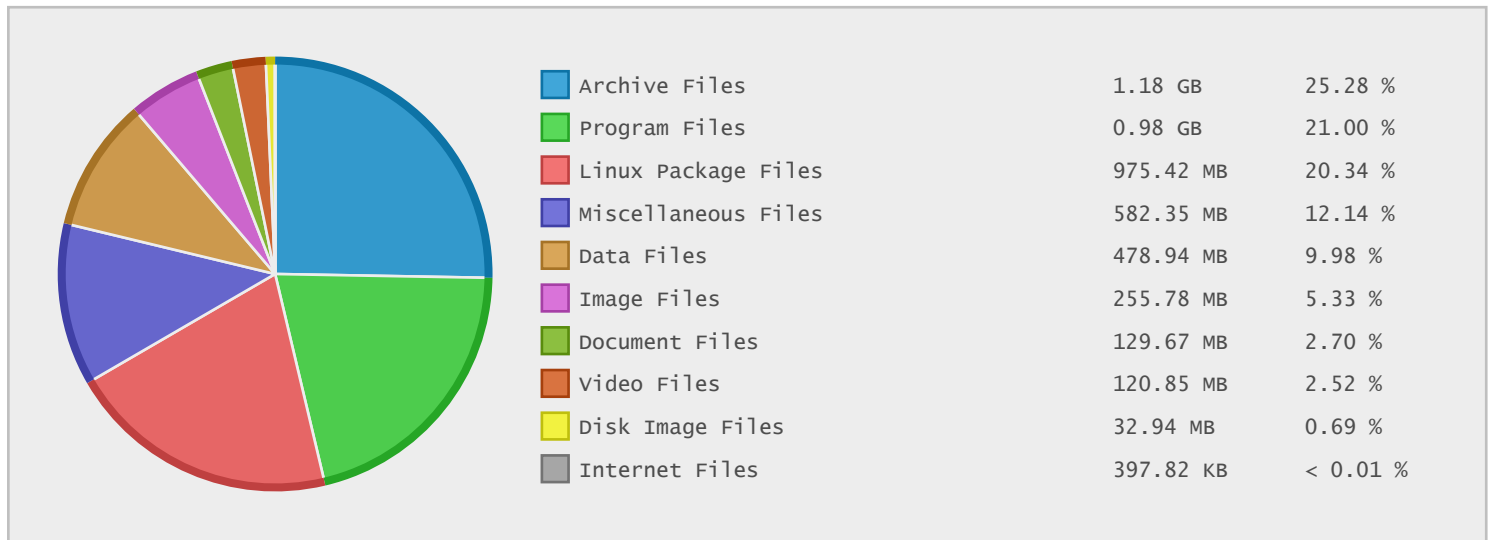 Archive Files 1.18 GB 25.28 %
Program Files 0.98 GB 21.00 %
Linux Package Files 975.42 MB 20.34 %
Miscellaneous Files 582.35 MB 12.14 %
Data Files 478.94 MB 9.98 %
Image Files 255.78 MB 5.33 %
Document Files 129.67 MB 2.70 %
Video Files 120.85 MB 2.52 %
Disk Image Files 32.94 MB 0.69 %
Internet Files 397.82 KB < 0.01 %